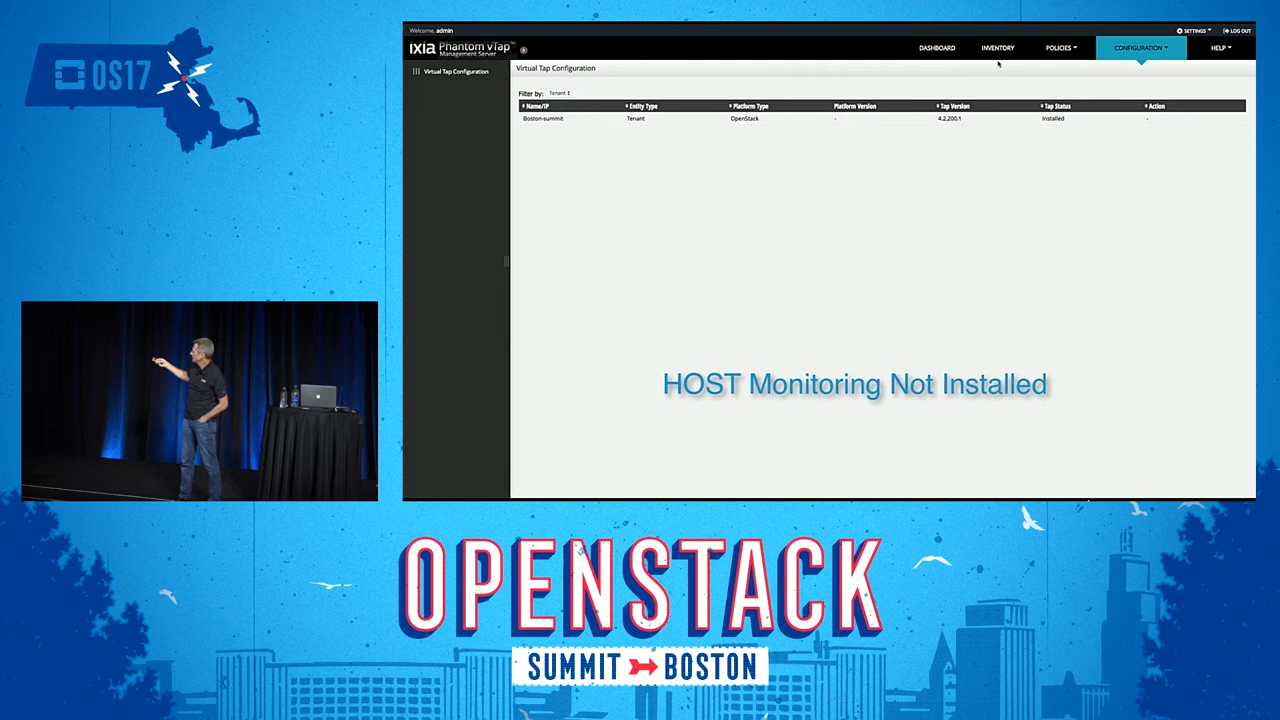 OS17
Welcome, admin
SETTINGS
LOG OUT
ixia Phantom vTap™
Management Server
DASHBOARD
INVENTORY
POLICIES
CONFIGURATION
HELP
Virtual Tap Configuration
Virtual Tap Configuration
Filter by: Tenant
Name/IP Entity Type Platform Type Platform Version Tap Version Tap Status Action
Boston-summit Tenant OpenStack - 4.2.200.1 Installed -
HOST Monitoring Not Installed
OPENSTACK
SUMMIT BOSTON